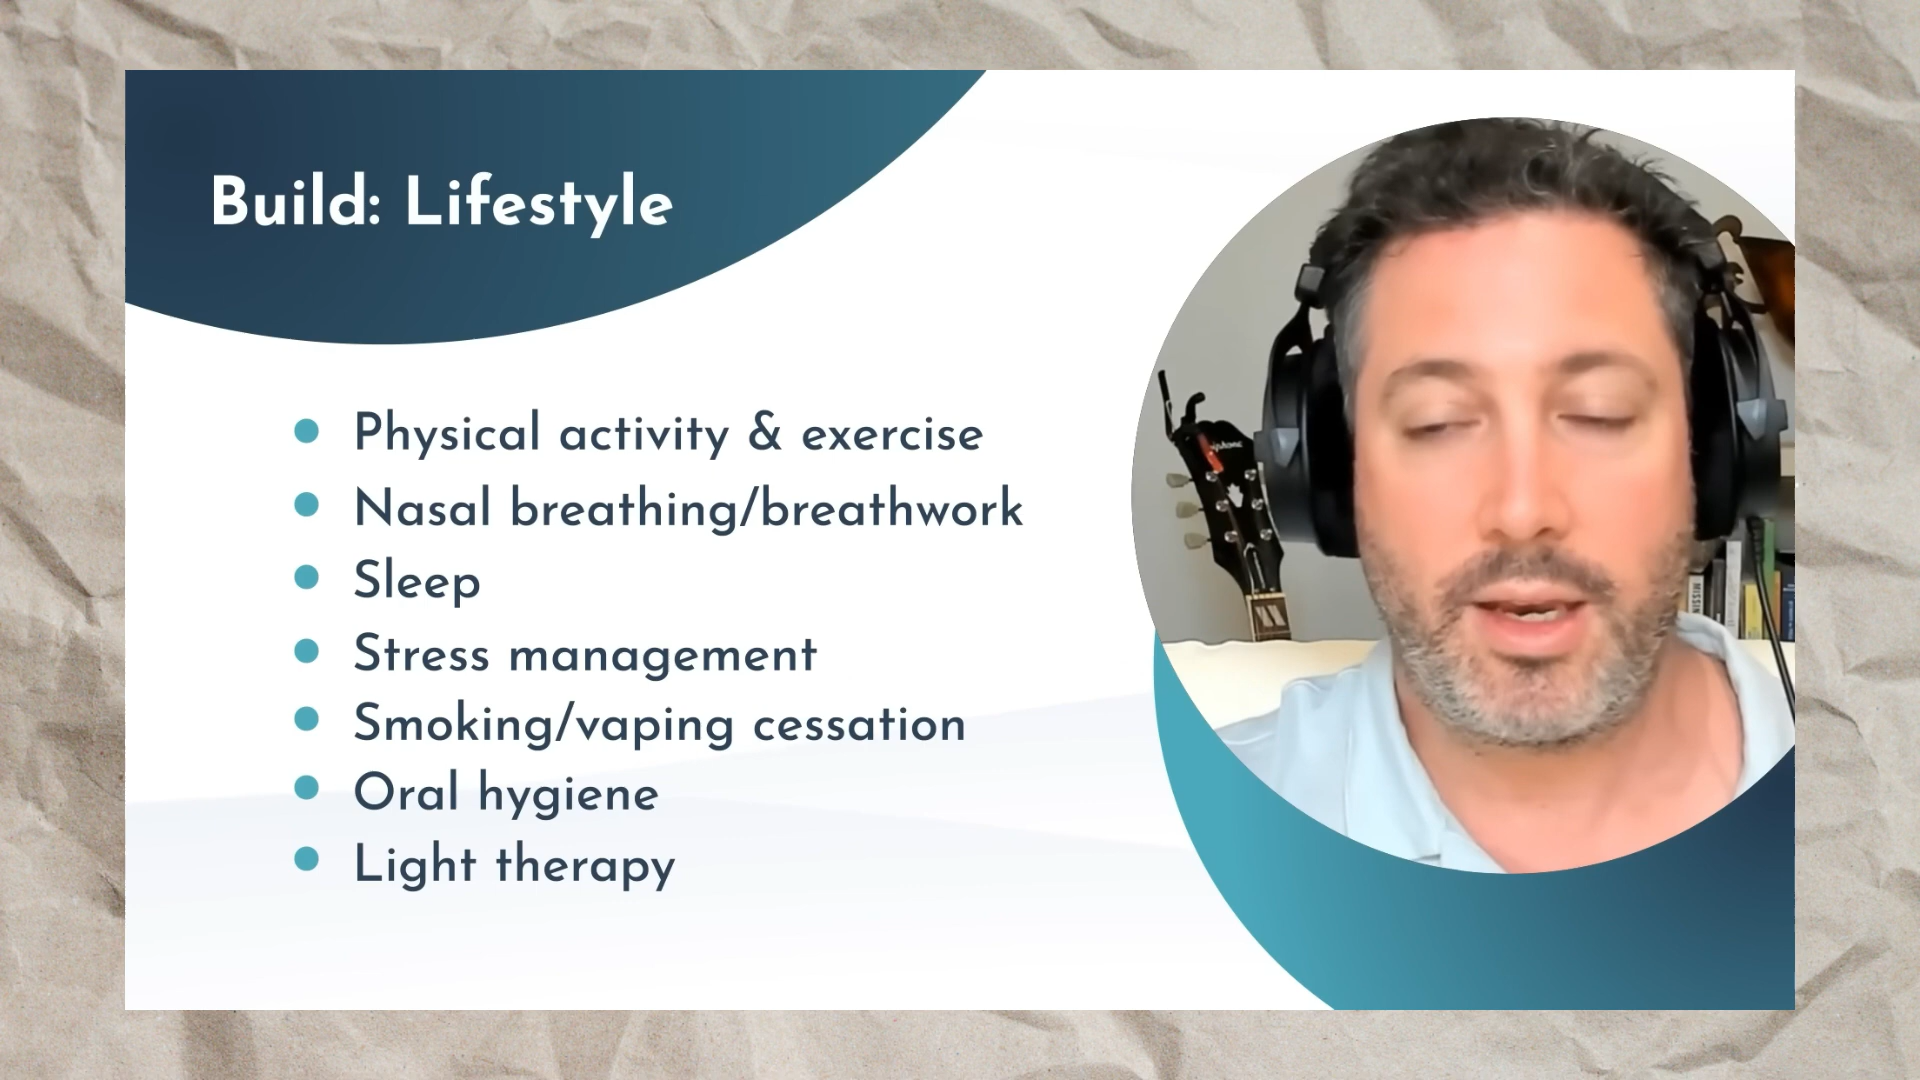 Build: Lifestyle
Physical activity & exercise
Nasal breathing/breathwork
Sleep
Stress management
Smoking/vaping cessation
Oral hygiene
Light therapy